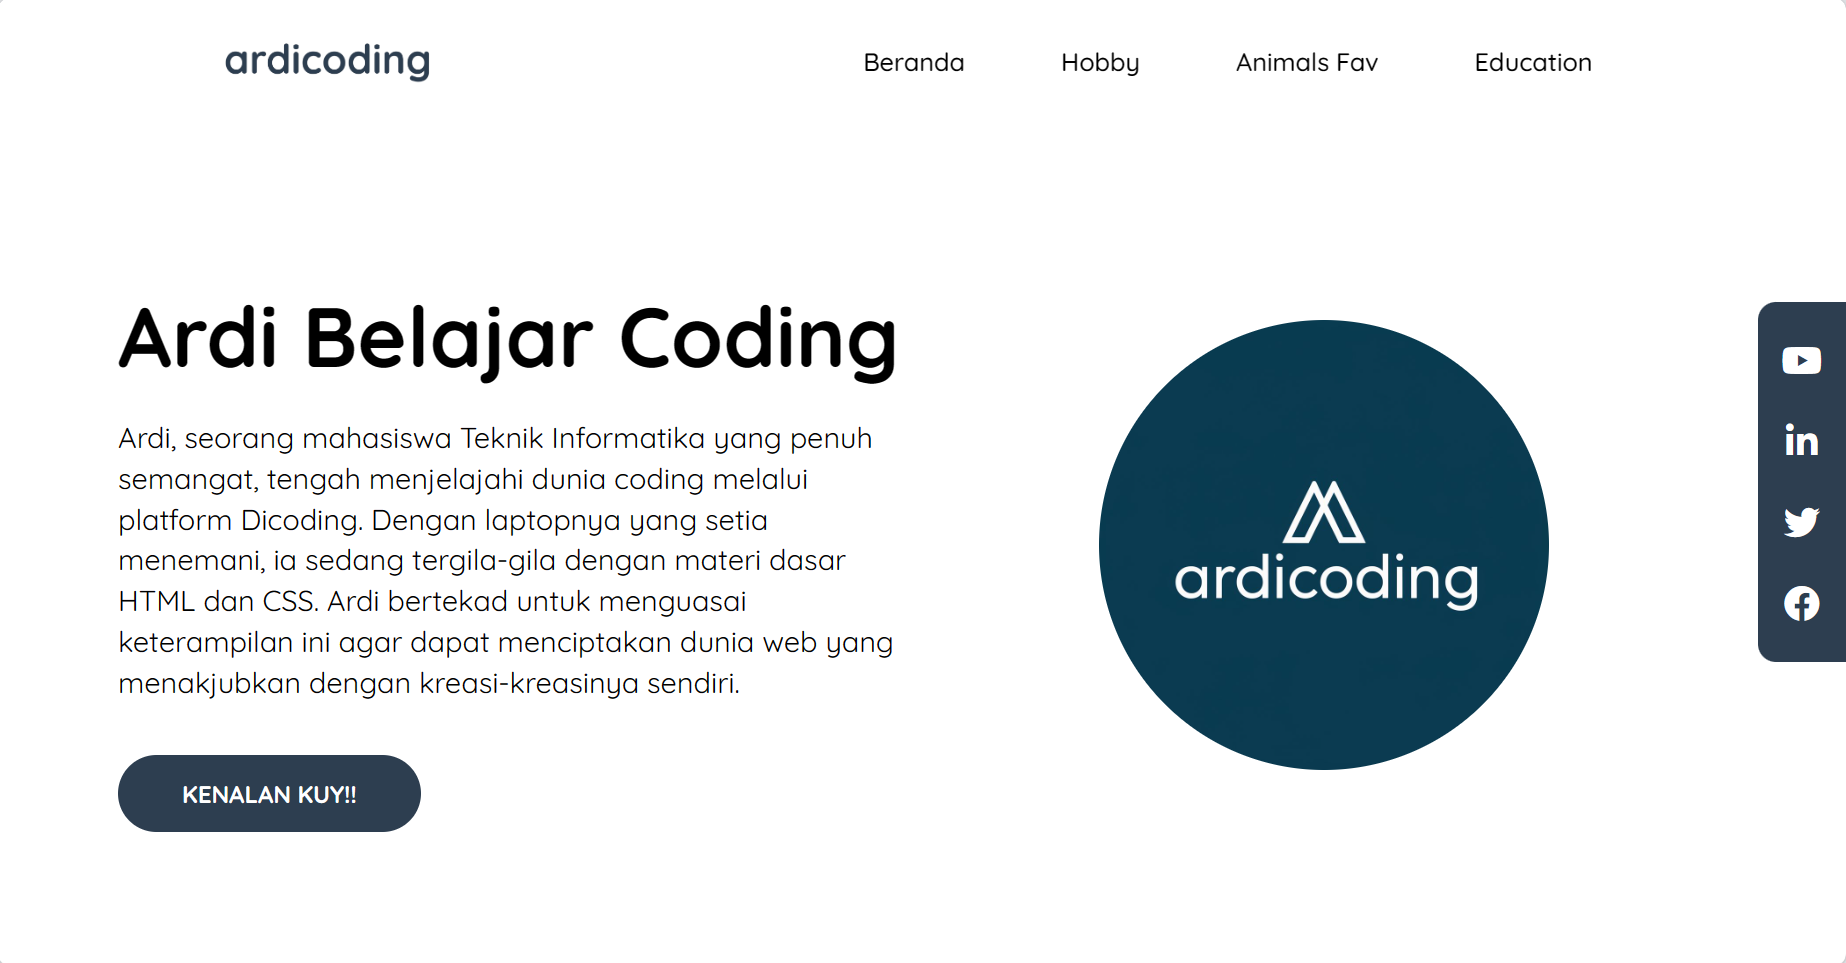 ardicoding
Beranda Hobby Animals Fav Education
Ardi Belajar Coding
Ardi, seorang mahasiswa Teknik Informatika yang penuh
semangat, tengah menjelajahi dunia coding melalui
platform Dicoding. Dengan laptopnya yang setia
menemani, ia sedang tergila-gila dengan materi dasar
HTML dan CSS. Ardi bertekad untuk menguasai
keterampilan ini agar dapat menciptakan dunia web yang
menakjubkan dengan kreasi-kreasinya sendiri.
KENALAN KUY!!
ardicoding
in